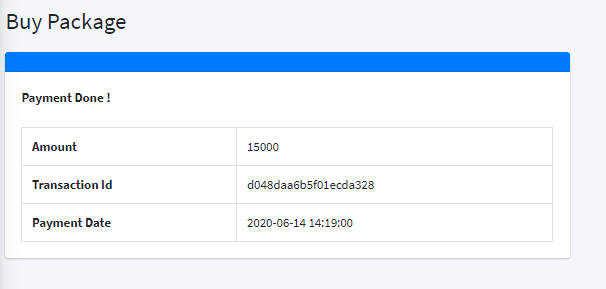 Buy Package
Payment Done !
Amount 15000
Transaction Id d048daa6b5f01ecda328
Payment Date 2020-06-14 14:19:00